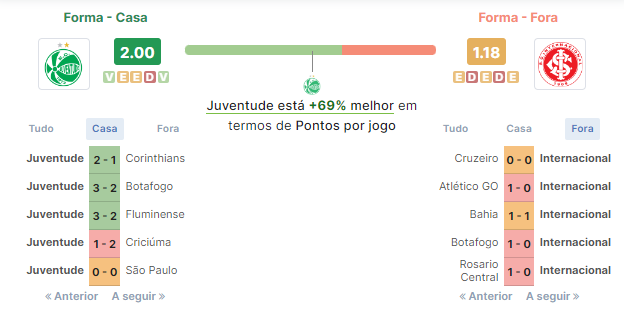 Forma - Casa
Forma - Fora
2.00
V E E D V
1.18
E D E D E
Juventude está +69% melhor em
termos de Pontos por jogo
Tudo Casa Fora
Tudo Casa Fora
Juventude 2 - 1 Corinthians
Juventude 3 - 2 Botafogo
Juventude 3 - 2 Fluminense
Juventude 1 - 2 Criciúma
Juventude 0 - 0 São Paulo
« Anterior A seguir »
Cruzeiro 0 - 0 Internacional
Atlético GO 1 - 0 Internacional
Bahia 1 - 1 Internacional
Botafogo 1 - 0 Internacional
Rosario
Central 1 - 0 Internacional
« Anterior A seguir »